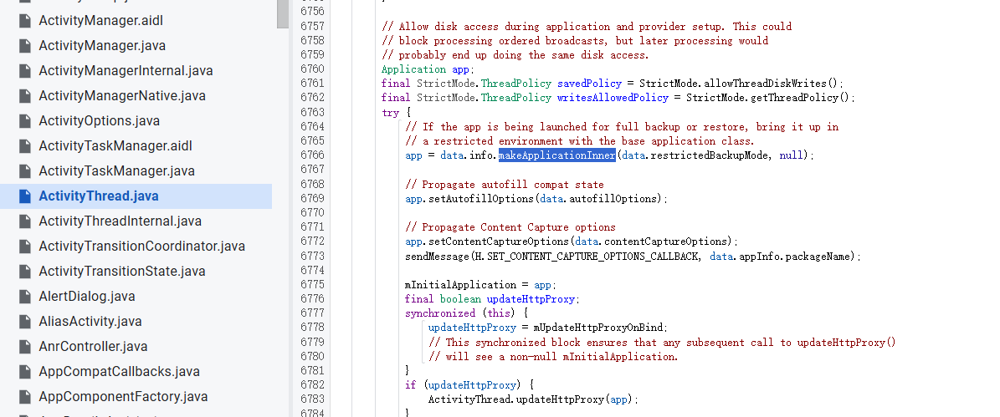 ActivityManager.aidl
ActivityManager.java
ActivityManagerInternal.java
ActivityManagerNative.java
ActivityOptions.java
ActivityTaskManager.aidl
ActivityTaskManager.java
ActivityThread.java
ActivityThreadInternal.java
ActivityTransitionCoordinator.java
ActivityTransitionState.java
AlertDialog.java
AliasActivity.java
AnrController.java
AppCompatCallbacks.java
AppComponentFactory.java
6756
6757 // Allow disk access during application and provider setup. This could
6758 // block processing ordered broadcasts, but later processing would
6759 // probably end up doing the same disk access.
6760 Application app;
6761 final StrictMode.ThreadPolicy savedPolicy = StrictMode.allowThreadDiskWrites();
6762 final StrictMode.ThreadPolicy writesAllowedPolicy = StrictMode.getThreadPolicy();
6763 try {
6764 // If the app is being launched for full backup or restore, bring it up in
6765 // a restricted environment with the base application class.
6766 app = data.info.makeApplicationInner(data.restrictedBackupMode, null);
6767
6768 // Propagate autofill compat state
6769 app.setAutofillOptions(data.autofillOptions);
6770
6771 // Propagate Content Capture options
6772 app.setContentCaptureOptions(data.contentCaptureOptions);
6773 sendMessage(H.SET_CONTENT_CAPTURE_OPTIONS_CALLBACK, data.appInfo.packageName);
6774
6775 mInitialApplication = app;
6776 final boolean updateHttpProxy;
6777 synchronized (this) {
6778 updateHttpProxy = mUpdateHttpProxyOnBind;
6779 // This synchronized block ensures that any subsequent call to updateHttpProxy()
6780 // will see a non-null mInitialApplication.
6781 }
6782 if (updateHttpProxy) {
6783 ActivityThread.updateHttpProxy(app);
6784 }